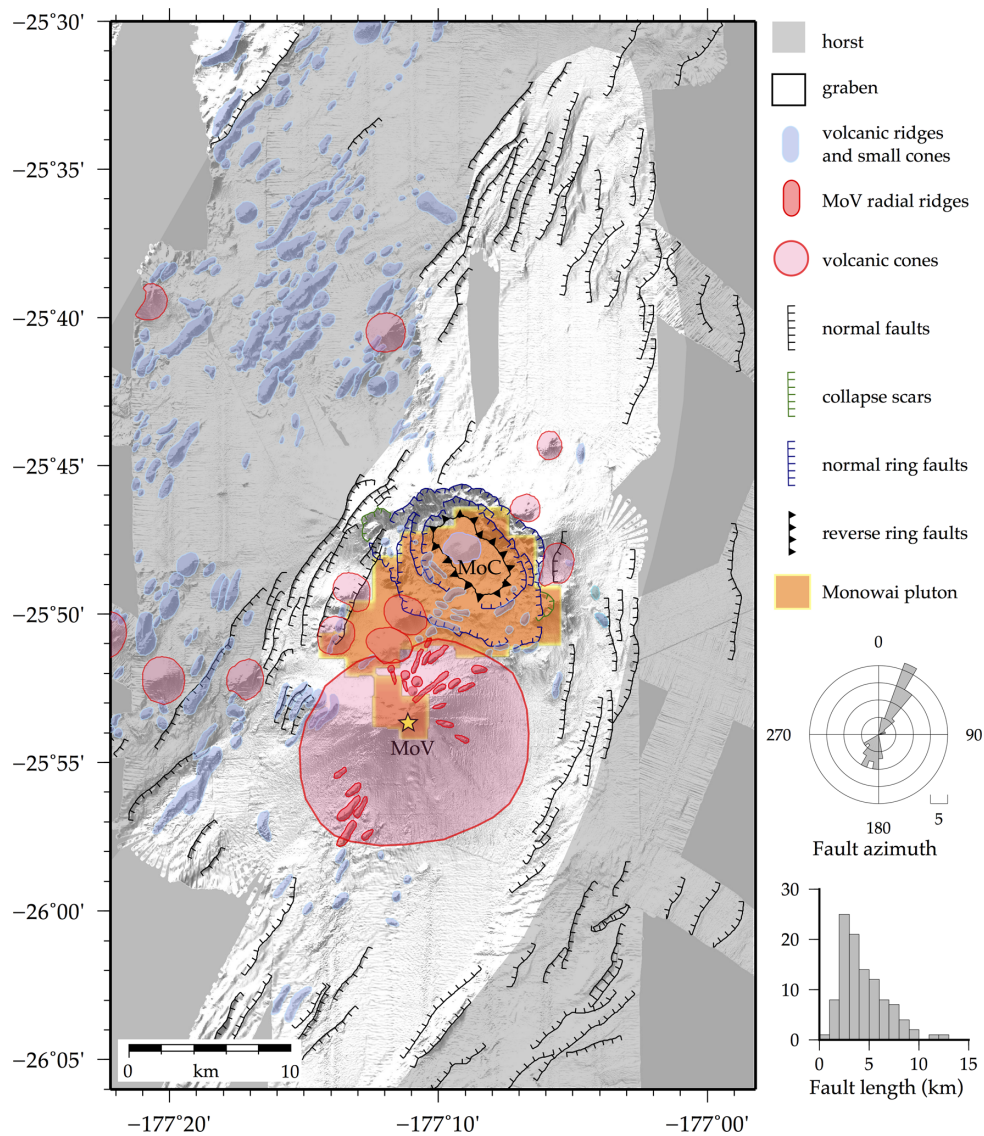 −25°30'
−25°35'
−25°40'
−25°45'
−25°50'
−25°55'
−26°00'
−26°05'
−177°20'
−177°10'
−177°00'
MoC
MoV
0
km
10
horst
graben
volcanic ridges
and small cones
MoV radial ridges
volcanic cones
normal faults
collapse scars
normal ring faults
reverse ring faults
Monowai pluton
0
270
90
180
5
Fault azimuth
30
20
10
0
0
5
10
15
Fault length (km)